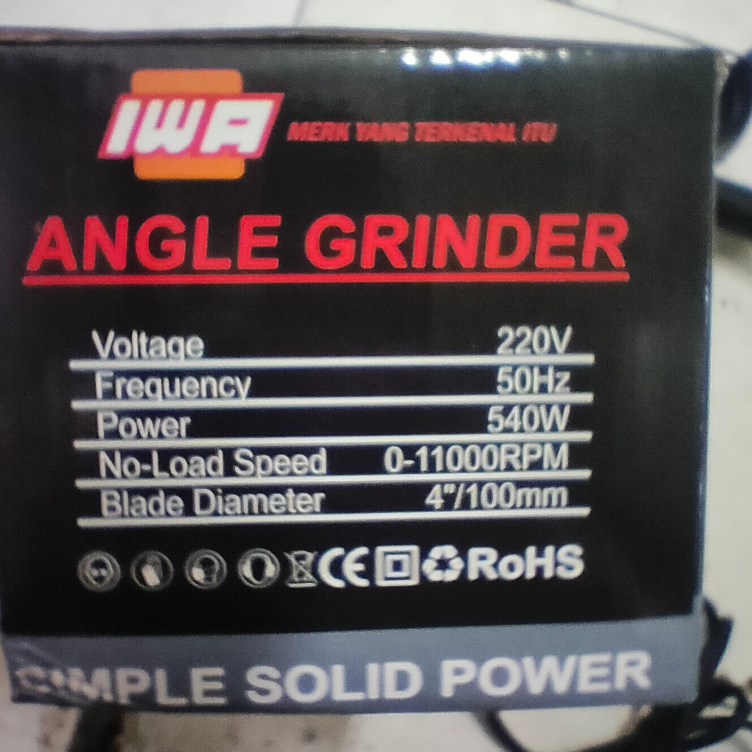 IWA MERK YANG TERKENAL ITU
ANGLE GRINDER
Voltage 220V
Frequency 50Hz
Power 540W
No-Load Speed 0-11000RPM
Blade Diameter 4"/100mm
CE RoHS
SIMPLE SOLID POWER